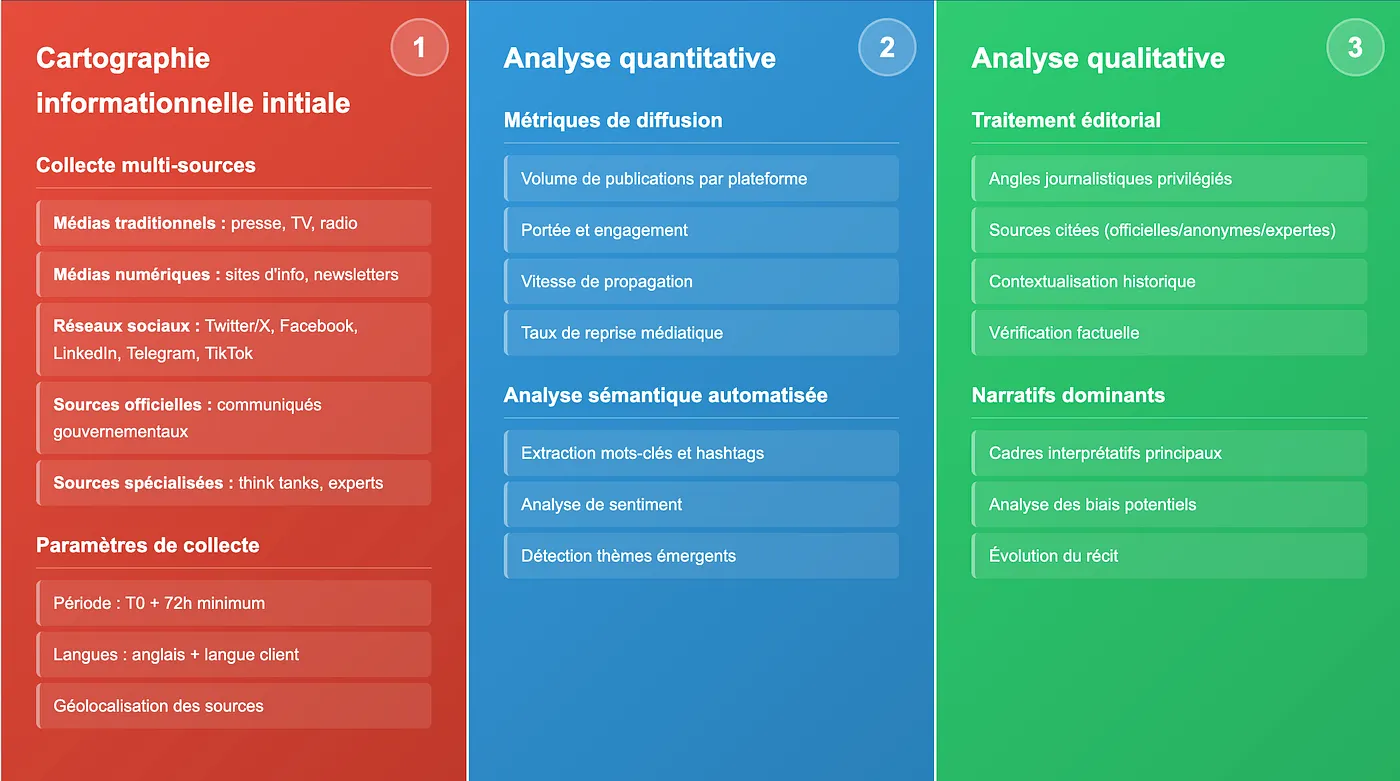 1
Cartographie
informationnelle initiale
Collecte multi-sources
Médias traditionnels : presse, TV, radio
Médias numériques : sites d'info, newsletters
Réseaux sociaux : Twitter/X, Facebook,
LinkedIn, Telegram, TikTok
Sources officielles : communiqués
gouvernementaux
Sources spécialisées : think tanks, experts
Paramètres de collecte
Période : T0 + 72h minimum
Langues : anglais + langue client
Géolocalisation des sources
2
Analyse quantitative
Métriques de diffusion
Volume de publications par plateforme
Portée et engagement
Vitesse de propagation
Taux de reprise médiatique
Analyse sémantique automatisée
Extraction mots-clés et hashtags
Analyse de sentiment
Détection thèmes émergents
3
Analyse qualitative
Traitement éditorial
Angles journalistiques privilégiés
Sources citées (officielles/anonymes/expertes)
Contextualisation historique
Vérification factuelle
Narratifs dominants
Cadres interprétatifs principaux
Analyse des biais potentiels
Évolution du récit